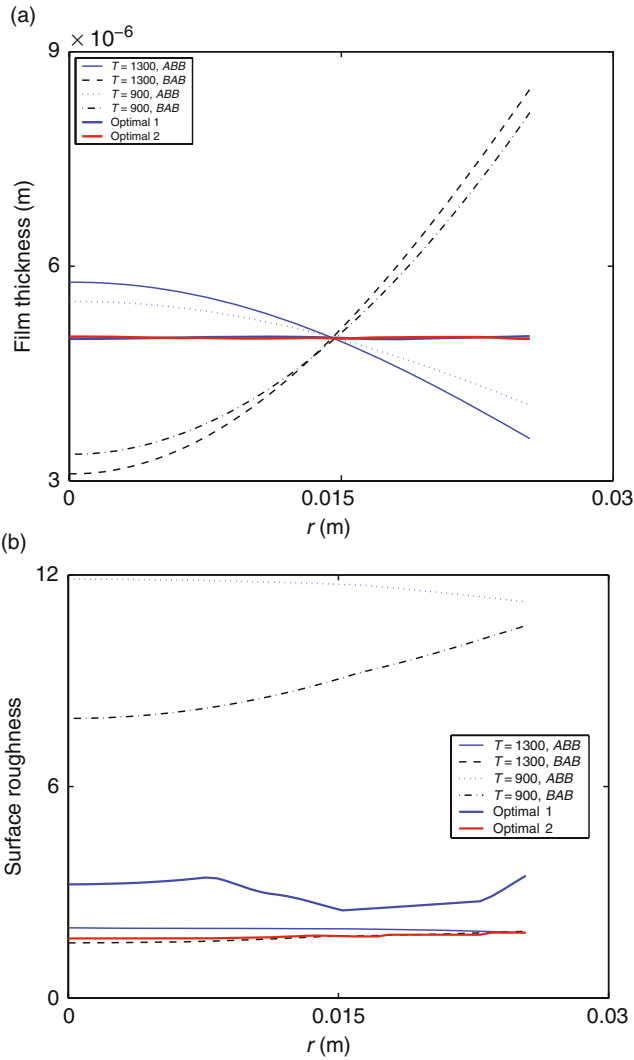 (a)
× 10⁻⁶
9
T = 1300, ABB
T = 1300, BAB
T = 900, ABB
T = 900, BAB
Optimal 1
Optimal 2
Film thickness (m)
6
3
0
0.015
0.03
r (m)
(b)
12
Surface roughness
6
T = 1300, ABB
T = 1300, BAB
T = 900, ABB
T = 900, BAB
Optimal 1
Optimal 2
0
0
0.015
0.03
r (m)